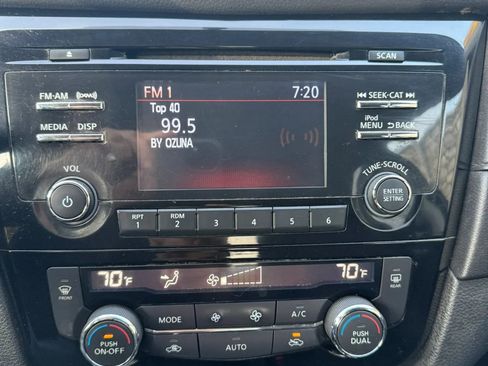 SCAN
FM·AM
FM 1 7:20
SEEK·CAT
Top 40
99.5
iPod
MEDIA DISP
MENU BACK
BY OZUNA
VOL
TUNE·SCROLL
ENTER
SETTING
RPT
1
RDM
2
3 4 5 6
70°F
70°F
FRONT
REAR
MODE
A/C
PUSH
ON·OFF
AUTO
PUSH
DUAL